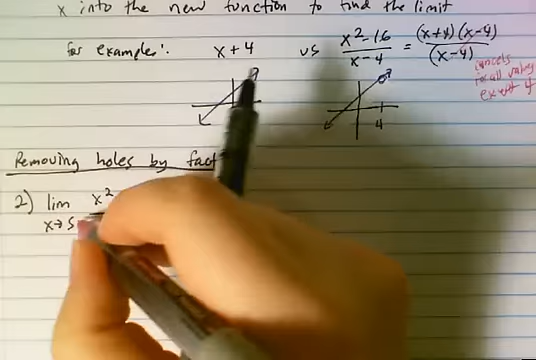 x into the new function to find the limit
for example: x + 4 vs x² - 16 / x - 4 = (x+4)(x-4) / (x-4)
cancels
for all values
except 4
4
Removing holes by fact
2) lim x²
x→5